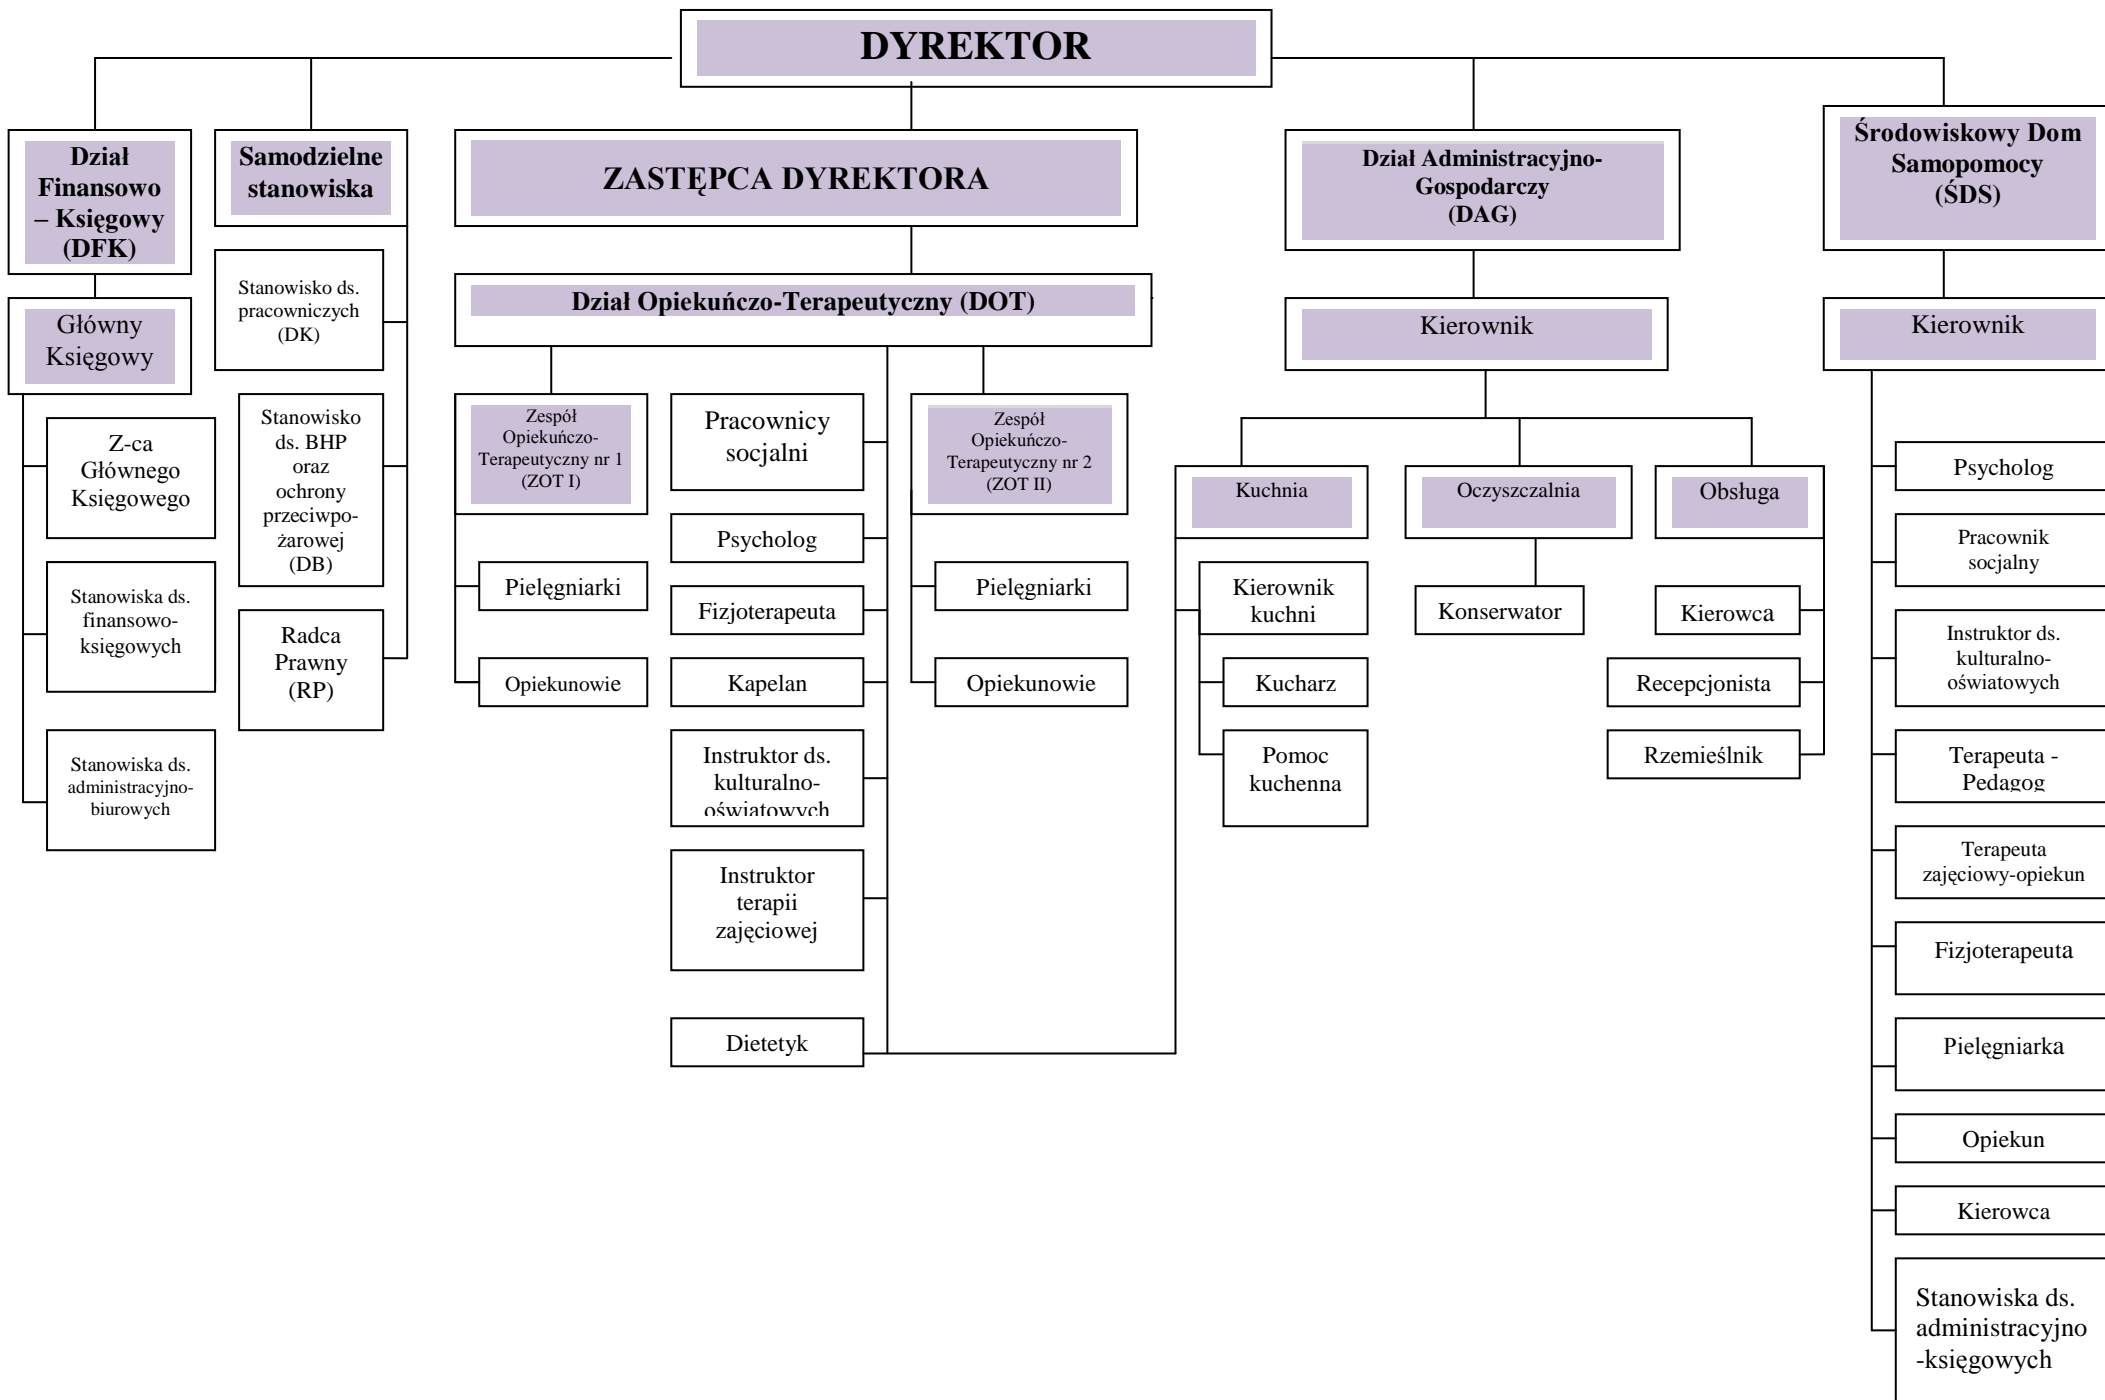 DYREKTOR
Dział
Finansowo
– Księgowy
(DFK)
Samodzielne
stanowiska
ZASTĘPCA DYREKTORA
Dział Administracyjno-
Gospodarczy
(DAG)
Środowiskowy Dom
Samopomocy
(ŚDS)
Główny
Księgowy
Z-ca
Głównego
Księgowego
Stanowiska ds.
finansowo-
księgowych
Stanowiska ds.
administracyjno-
biurowych
Stanowisko ds.
pracowniczych
(DK)
Stanowisko
ds. BHP
oraz
ochrony
przeciwpo-
żarowej
(DB)
Radca
Prawny
(RP)
Dział Opiekuńczo-Terapeutyczny (DOT)
Zespół
Opiekuńczo-
Terapeutyczny nr 1
(ZOT I)
Pielęgniarki
Opiekunowie
Pracownicy
socjalni
Psycholog
Fizjoterapeuta
Kapelan
Instruktor ds.
kulturalno-
oświatowych
Instruktor
terapii
zajęciowej
Dietetyk
Zespół
Opiekuńczo-
Terapeutyczny nr 2
(ZOT II)
Pielęgniarki
Opiekunowie
Kierownik
Kuchnia
Kierownik
kuchni
Kucharz
Pomoc
kuchenna
Oczyszczalnia
Konserwator
Obsługa
Kierowca
Recepcjonista
Rzemieślnik
Kierownik
Psycholog
Pracownik
socjalny
Instruktor ds.
kulturalno-
oświatowych
Terapeuta -
Pedagog
Terapeuta
zajęciowy-opiekun
Fizjoterapeuta
Pielęgniarka
Opiekun
Kierowca
Stanowiska ds.
administracyjno
-księgowych